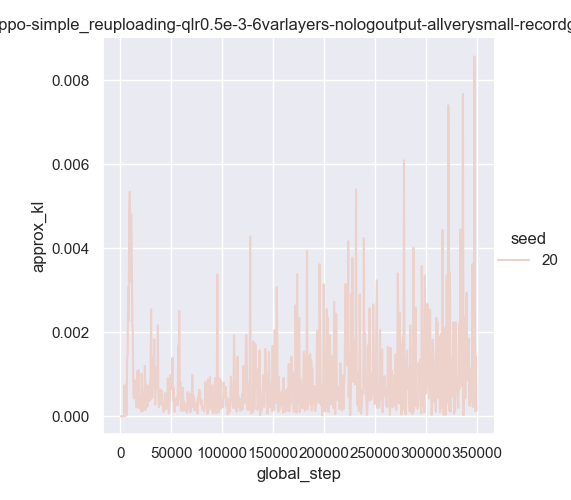 ppo-simple_reuploading-qlr0.5e-3-6varlayers-nologoutput-allverysmall-recordg
0.008
0.006
0.004
0.002
0.000
approx_kl
0 50000 100000 150000 200000 250000 300000 350000
global_step
seed
20